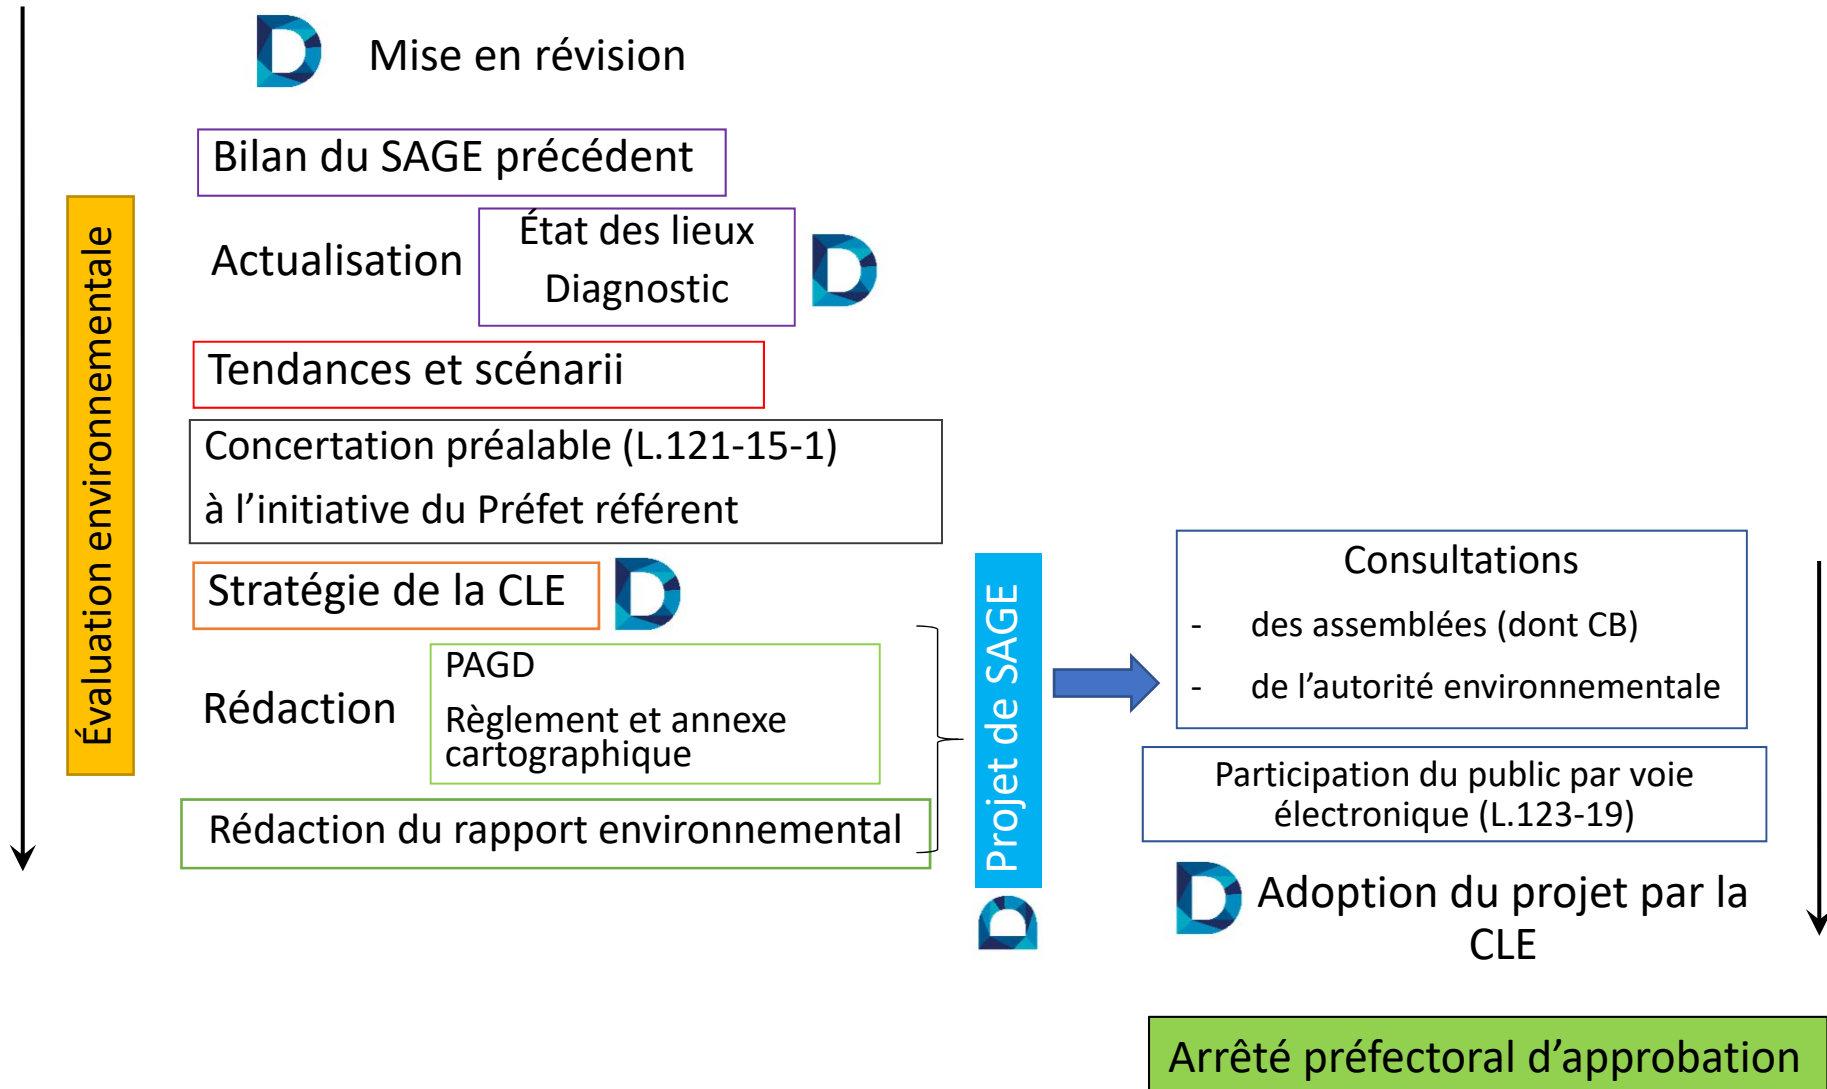 D Mise en révision
Bilan du SAGE précédent
Évaluation environnementale
Actualisation
État des lieux
Diagnostic
D
Tendances et scénarii
Concertation préalable (L.121-15-1)
à l’initiative du Préfet référent
Stratégie de la CLE
D
Rédaction
PAGD
Règlement et annexe
cartographique
Rédaction du rapport environnemental
Projet de SAGE
D
Consultations
- des assemblées (dont CB)
- de l’autorité environnementale
Participation du public par voie
électronique (L.123-19)
D Adoption du projet par la
CLE
Arrêté préfectoral d’approbation